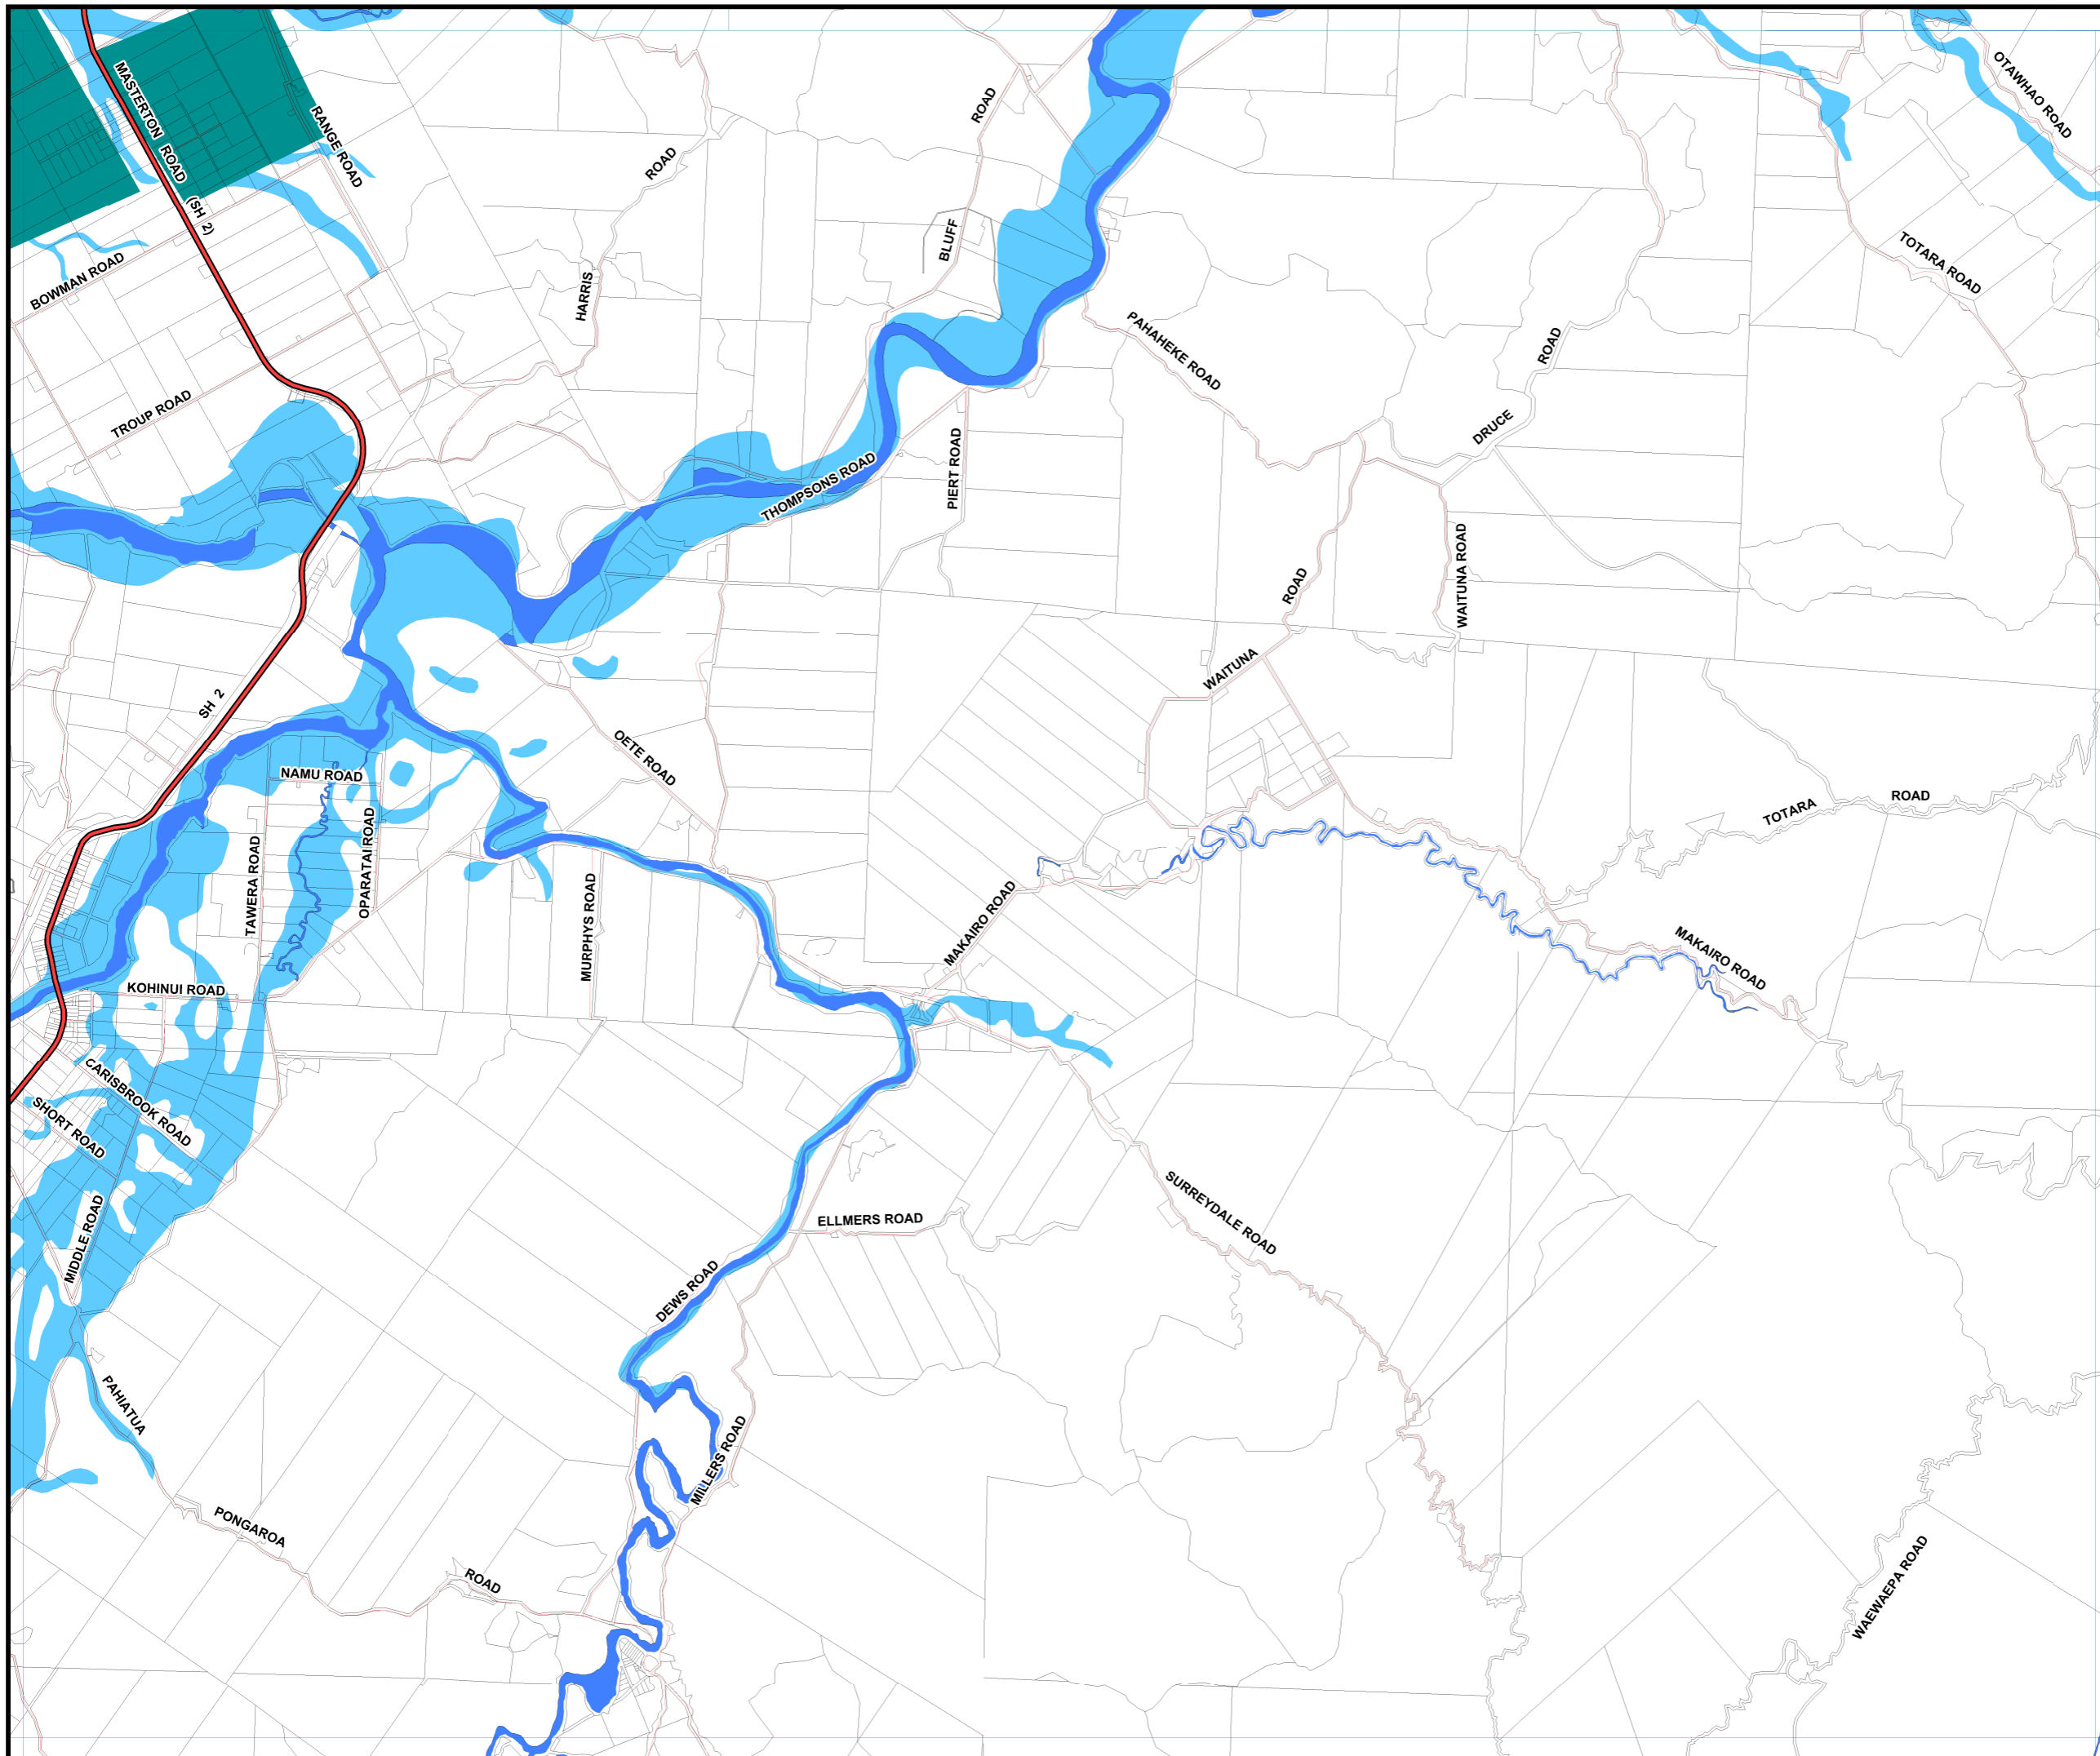 MASTERTON ROAD (SH 2)
RANGE ROAD
OTAWHAO ROAD
BLUFF ROAD
HARRIS ROAD
BOWMAN ROAD
TOTARA ROAD
PAHAHEKE ROAD
TROUP ROAD
DRUCE ROAD
THOMPSONS ROAD
PIERT ROAD
WAITUNA ROAD
WAITUNA ROAD
SH 2
OETE ROAD
NAMU ROAD
TOTARA ROAD
TAWERA ROAD
OPARATAI ROAD
MURPHYS ROAD
MAKAIRO ROAD
MAKAIRO ROAD
KOHINUI ROAD
CARISBROOK ROAD
SHORT ROAD
SURREYDALE ROAD
MIDDLE ROAD
ELLMERS ROAD
DEWS ROAD
PAHIATUA PONGAROA ROAD
MILLERS ROAD
WAEWAEPA ROAD